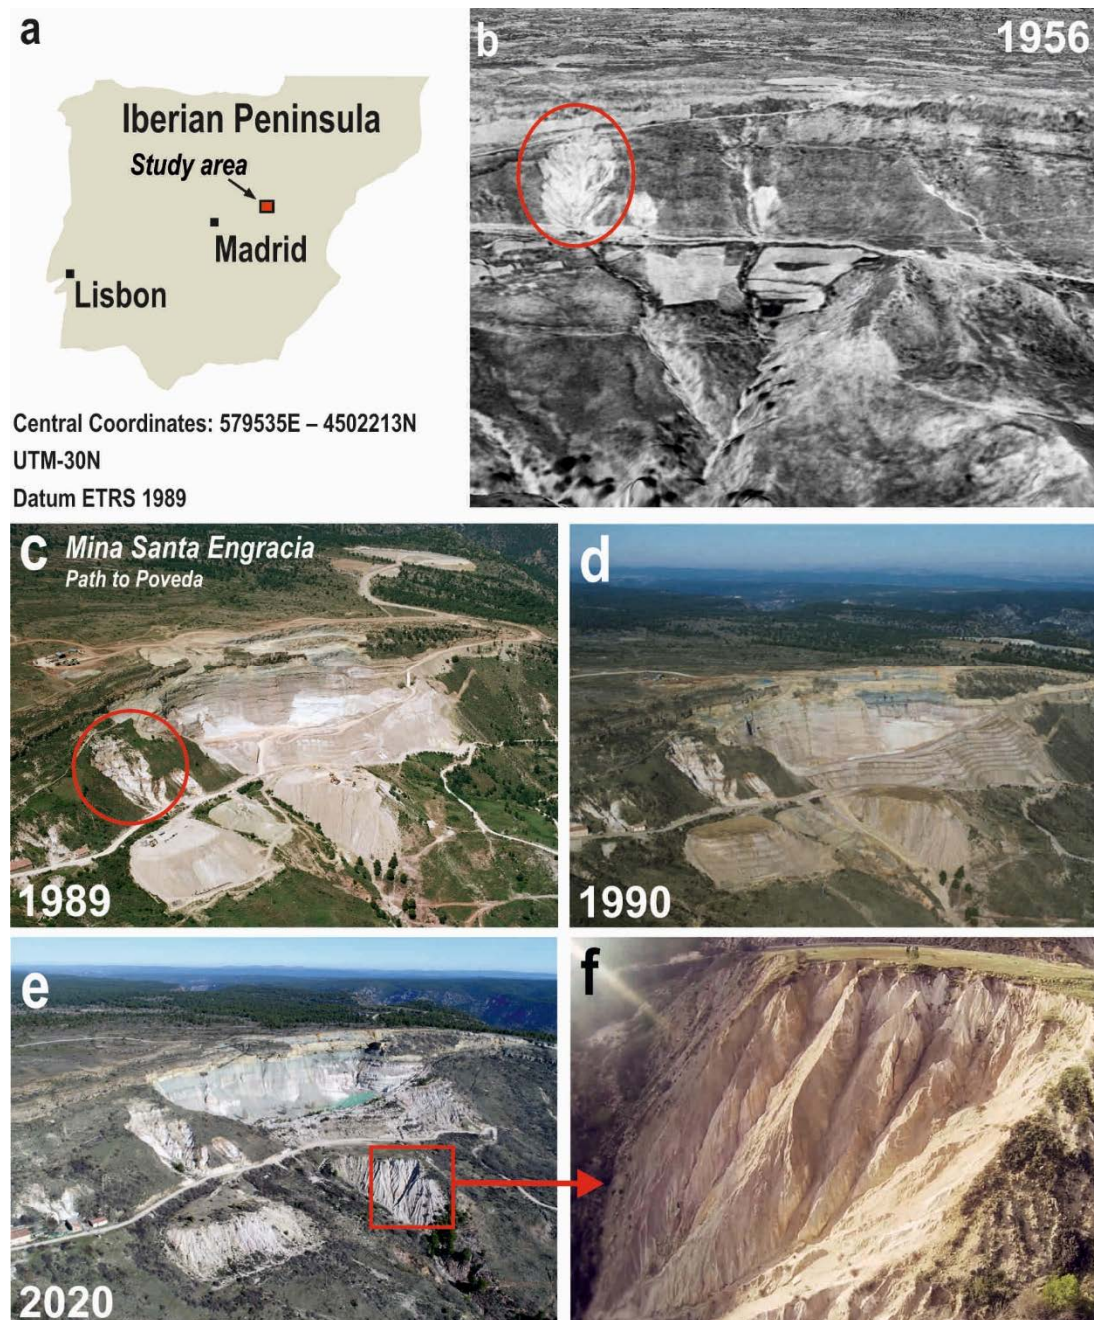 a
Iberian Peninsula
Study area
Madrid
Lisbon
Central Coordinates: 579535E – 4502213N
UTM-30N
Datum ETRS 1989
b
1956
c
Mina Santa Engracia
Path to Poveda
1989
d
1990
e
2020
f